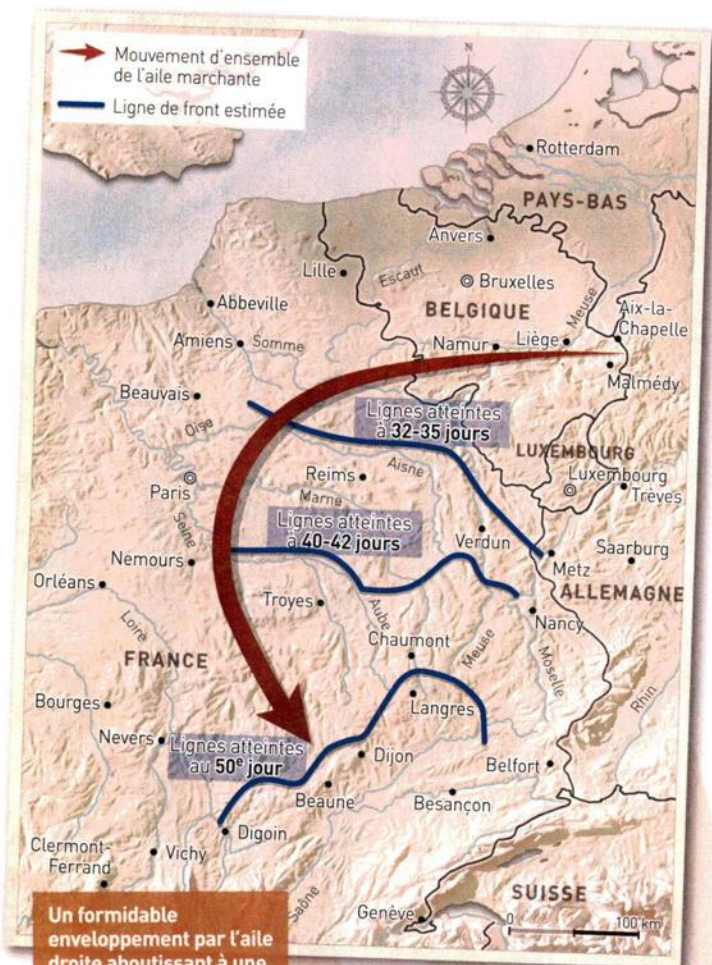 Mouvement d'ensemble
de l'aile marchante
Ligne de front estimée
N
Rotterdam
PAYS-BAS
Anvers
Lille
Escaut
Bruxelles
BELGIQUE
Meuse
Aix-la-
Chapelle
Abbeville
Amiens
Somme
Namur
Liège
Malmédy
Beauvais
Oise
Lignes atteintes
à 32-35 jours
Aisne
LUXEMBOURG
Luxembourg
Trèves
Paris
Reims
Marne
Seine
Lignes atteintes
à 40-42 jours
Verdun
Metz
Saarburg
Nemours
ALLEMAGNE
Orléans
Troyes
Aube
Nancy
Loire
Chaumont
Meuse
Moselle
FRANCE
Langres
Rhin
Bourges
Nevers
Lignes atteintes
au 50e jour
Dijon
Belfort
Beaune
Besançon
Digoin
Clermont-
Ferrand
Vichy
Saône
SUISSE
Genève
0 100 km
Un formidable
enveloppement par l'aile
droite aboutissant à une